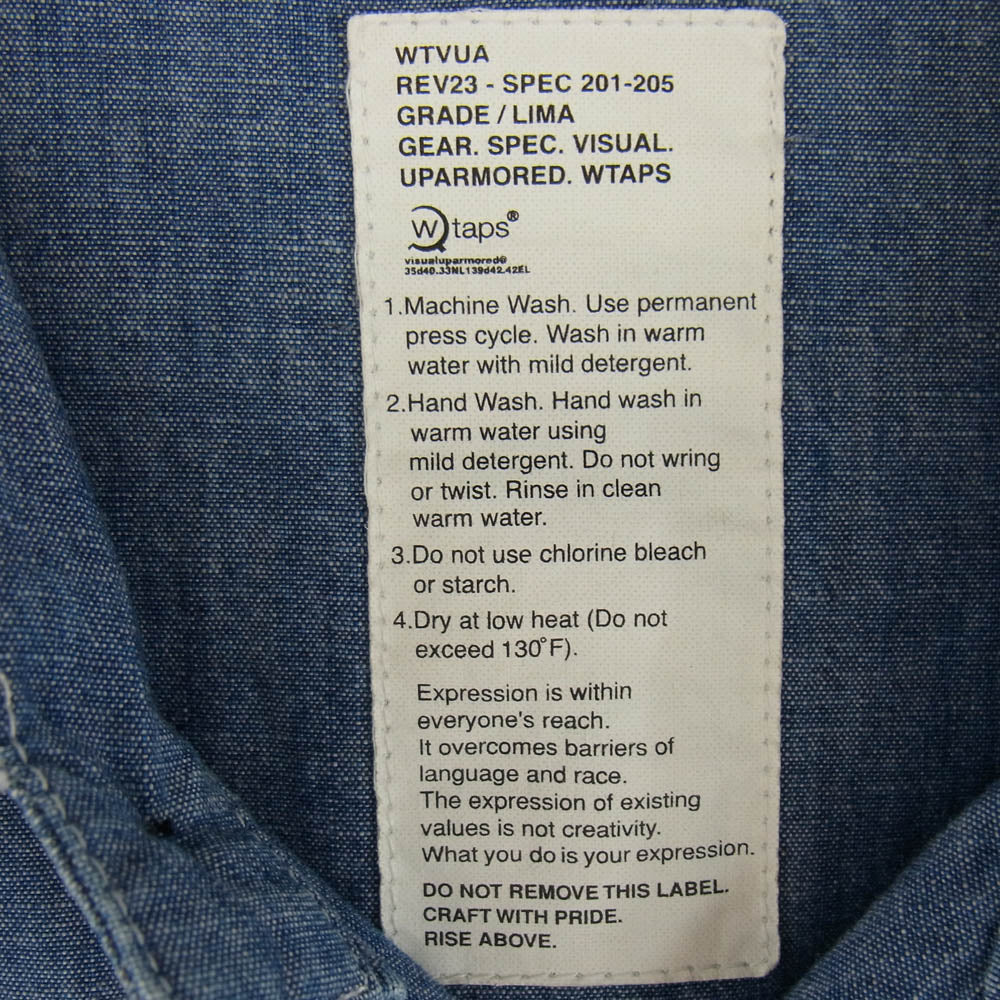 WTVUA
REV23 - SPEC 201-205
GRADE / LIMA
GEAR. SPEC. VISUAL.
UPARMORED. WTAPS
Wtaps®
visualuparmored®
35d40.33NL139d42.42EL
1.Machine Wash. Use permanent
press cycle. Wash in warm
water with mild detergent.
2.Hand Wash. Hand wash in
warm water using
mild detergent. Do not wring
or twist. Rinse in clean
warm water.
3.Do not use chlorine bleach
or starch.
4.Dry at low heat (Do not
exceed 130°F).
Expression is within
everyone's reach.
It overcomes barriers of
language and race.
The expression of existing
values is not creativity.
What you do is your expression.
DO NOT REMOVE THIS LABEL.
CRAFT WITH PRIDE.
RISE ABOVE.